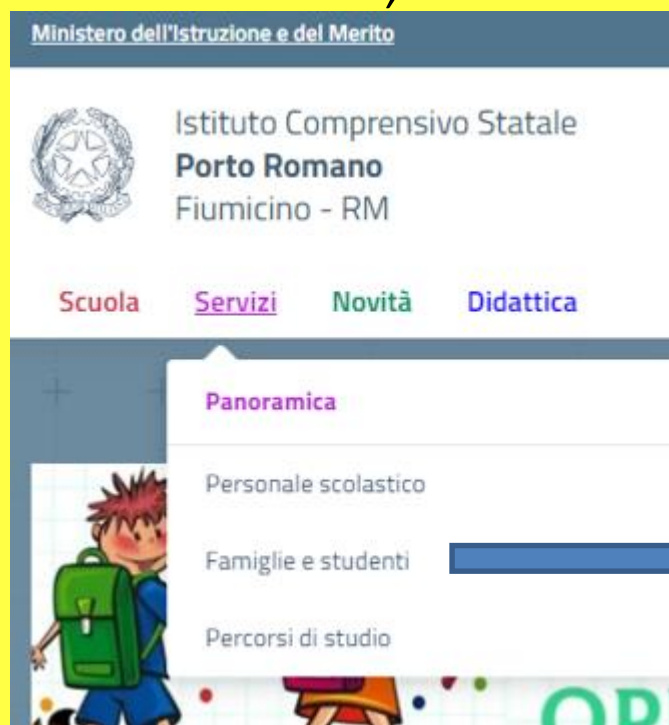 Ministero dell'Istruzione e del Merito
Istituto Comprensivo Statale
Porto Romano
Fiumicino - RM
Scuola Servizi Novità Didattica
Panoramica
Personale scolastico
Famiglie e studenti
Percorsi di studio